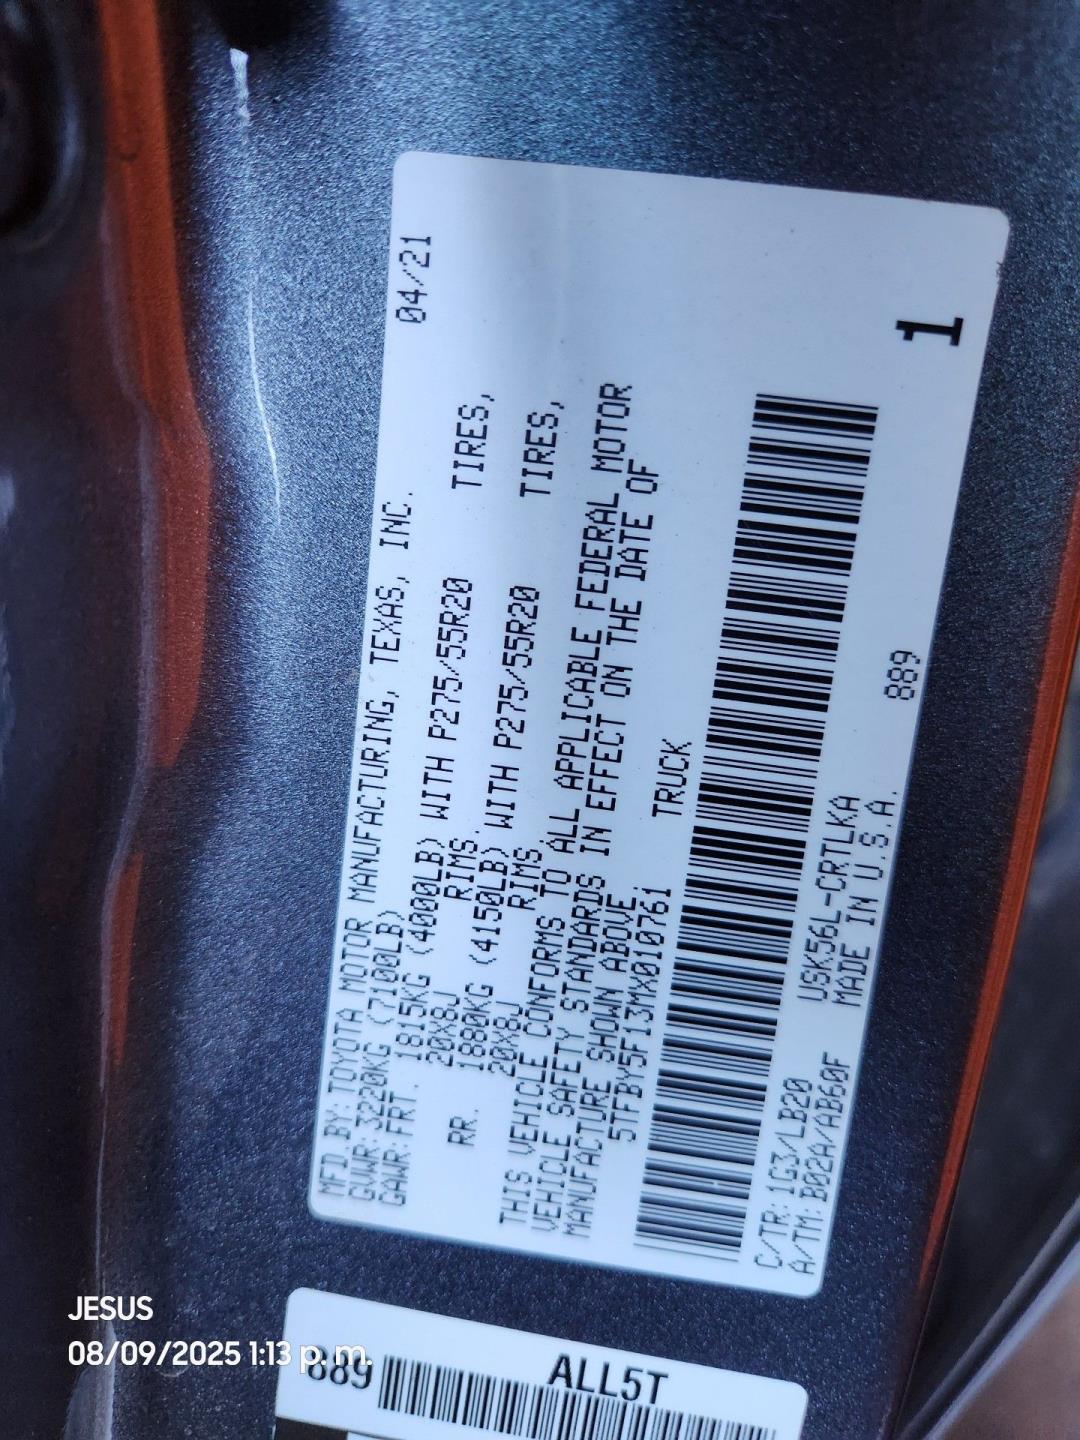 MFD.BY: TOYOTA MOTOR MANUFACTURING, TEXAS, INC. 04/21
GVWR: 3220KG (7100LB)
GAWR: FRT. 1815KG (4000LB) WITH P275/55R20 TIRES,
20X8J RIMS.
RR. 1880KG (4150LB) WITH P275/55R20 TIRES,
20X8J RIMS.
THIS VEHICLE CONFORMS TO ALL APPLICABLE FEDERAL MOTOR
VEHICLE SAFETY STANDARDS IN EFFECT ON THE DATE OF
MANUFACTURE SHOWN ABOVE.
5TFBY5F13MX010761 TRUCK
C/TR: 1G3/LB20 USK56L-CRTLKA 889 1
A/TM: B02A/AB60F MADE IN U.S.A.
889 ALL5T
JESUS
08/09/2025 1:13 p. m.